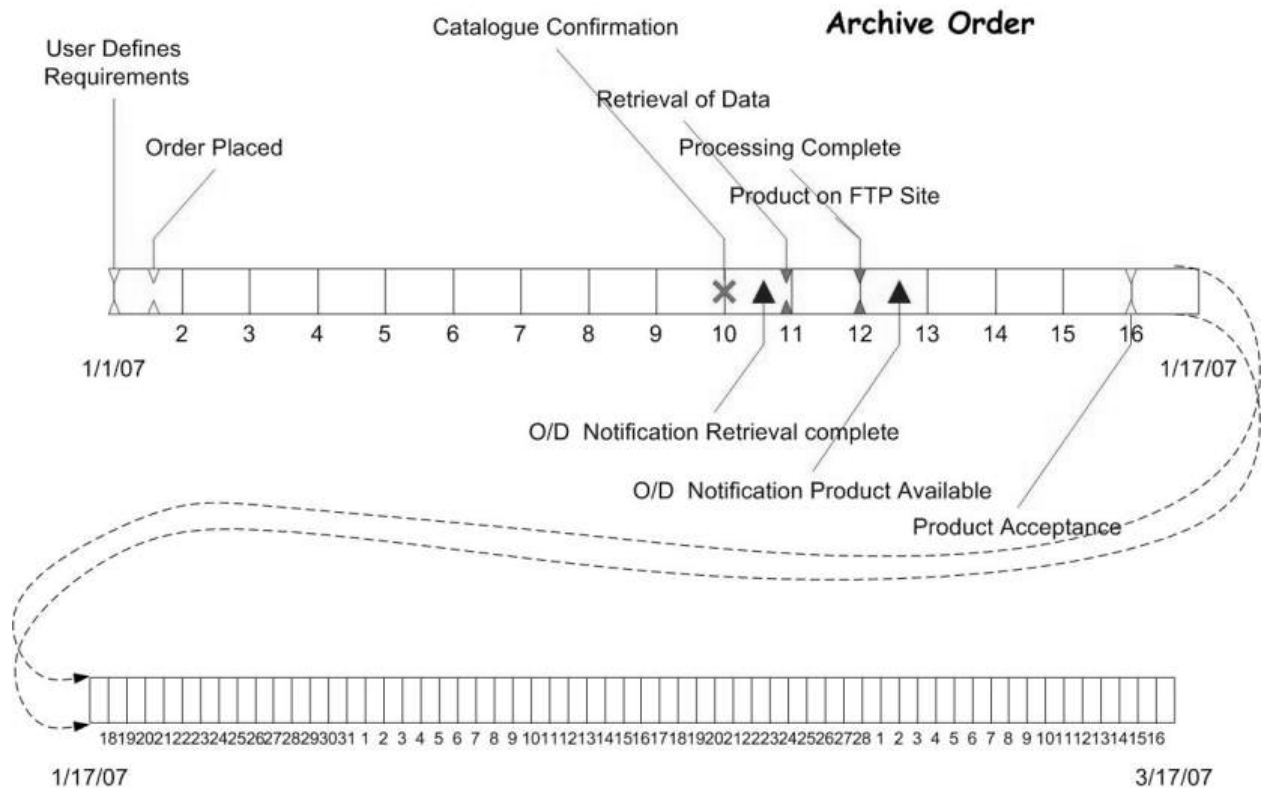 Archive Order
Catalogue Confirmation
User Defines
Requirements
Retrieval of Data
Order Placed
Processing Complete
Product on FTP Site
2 3 4 5 6 7 8 9 10 11 12 13 14 15 16
1/1/07 1/17/07
O/D Notification Retrieval complete
O/D Notification Product Available
Product Acceptance
18 19 20 21 22 23 24 25 26 27 28 29 30 31 1 2 3 4 5 6 7 8 9 10 11 12 13 14 15 16 17 18 19 20 21 22 23 24 25 26 27 28 1 2 3 4 5 6 7 8 9 10 11 12 13 14 15 16
1/17/07 3/17/07